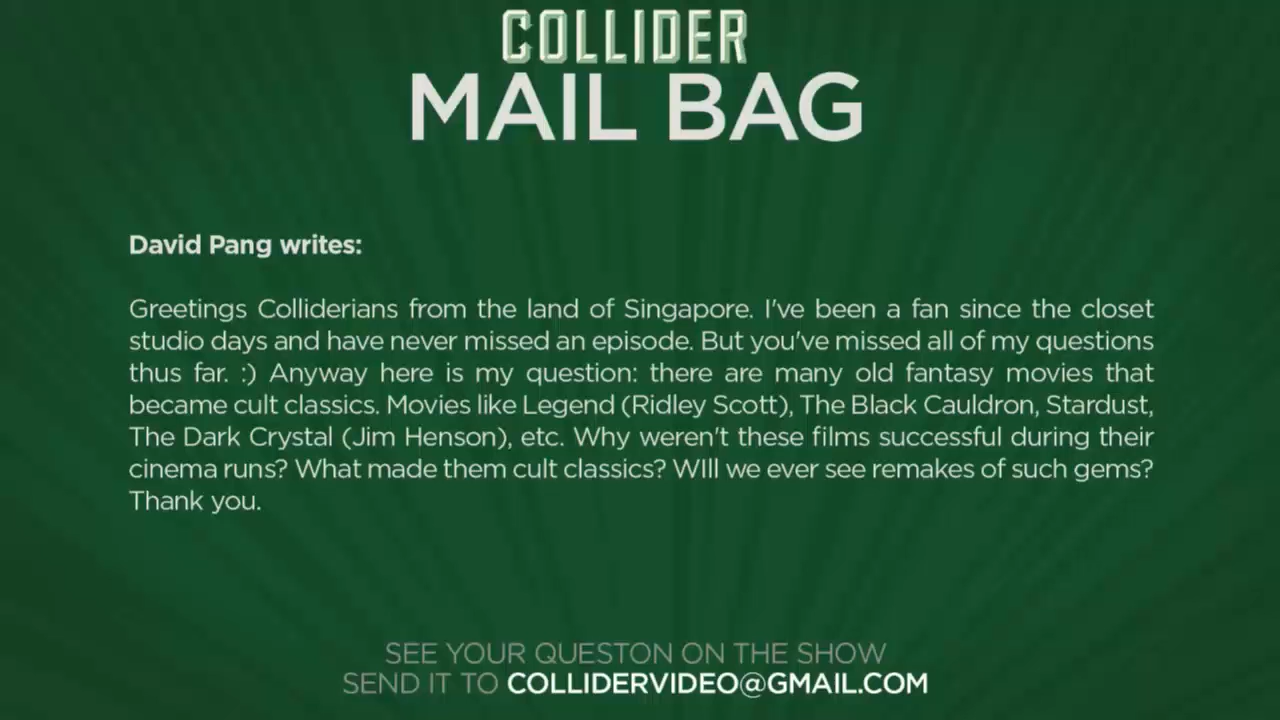 COLLIDER
MAIL BAG
David Pang writes:
Greetings Colliderians from the land of Singapore. I've been a fan since the closet
studio days and have never missed an episode. But you've missed all of my questions
thus far. :) Anyway here is my question: there are many old fantasy movies that
became cult classics. Movies like Legend (Ridley Scott), The Black Cauldron, Stardust,
The Dark Crystal (Jim Henson), etc. Why weren't these films successful during their
cinema runs? What made them cult classics? WIll we ever see remakes of such gems?
Thank you.
SEE YOUR QUESTON ON THE SHOW
SEND IT TO COLLIDERVIDEO@GMAIL.COM